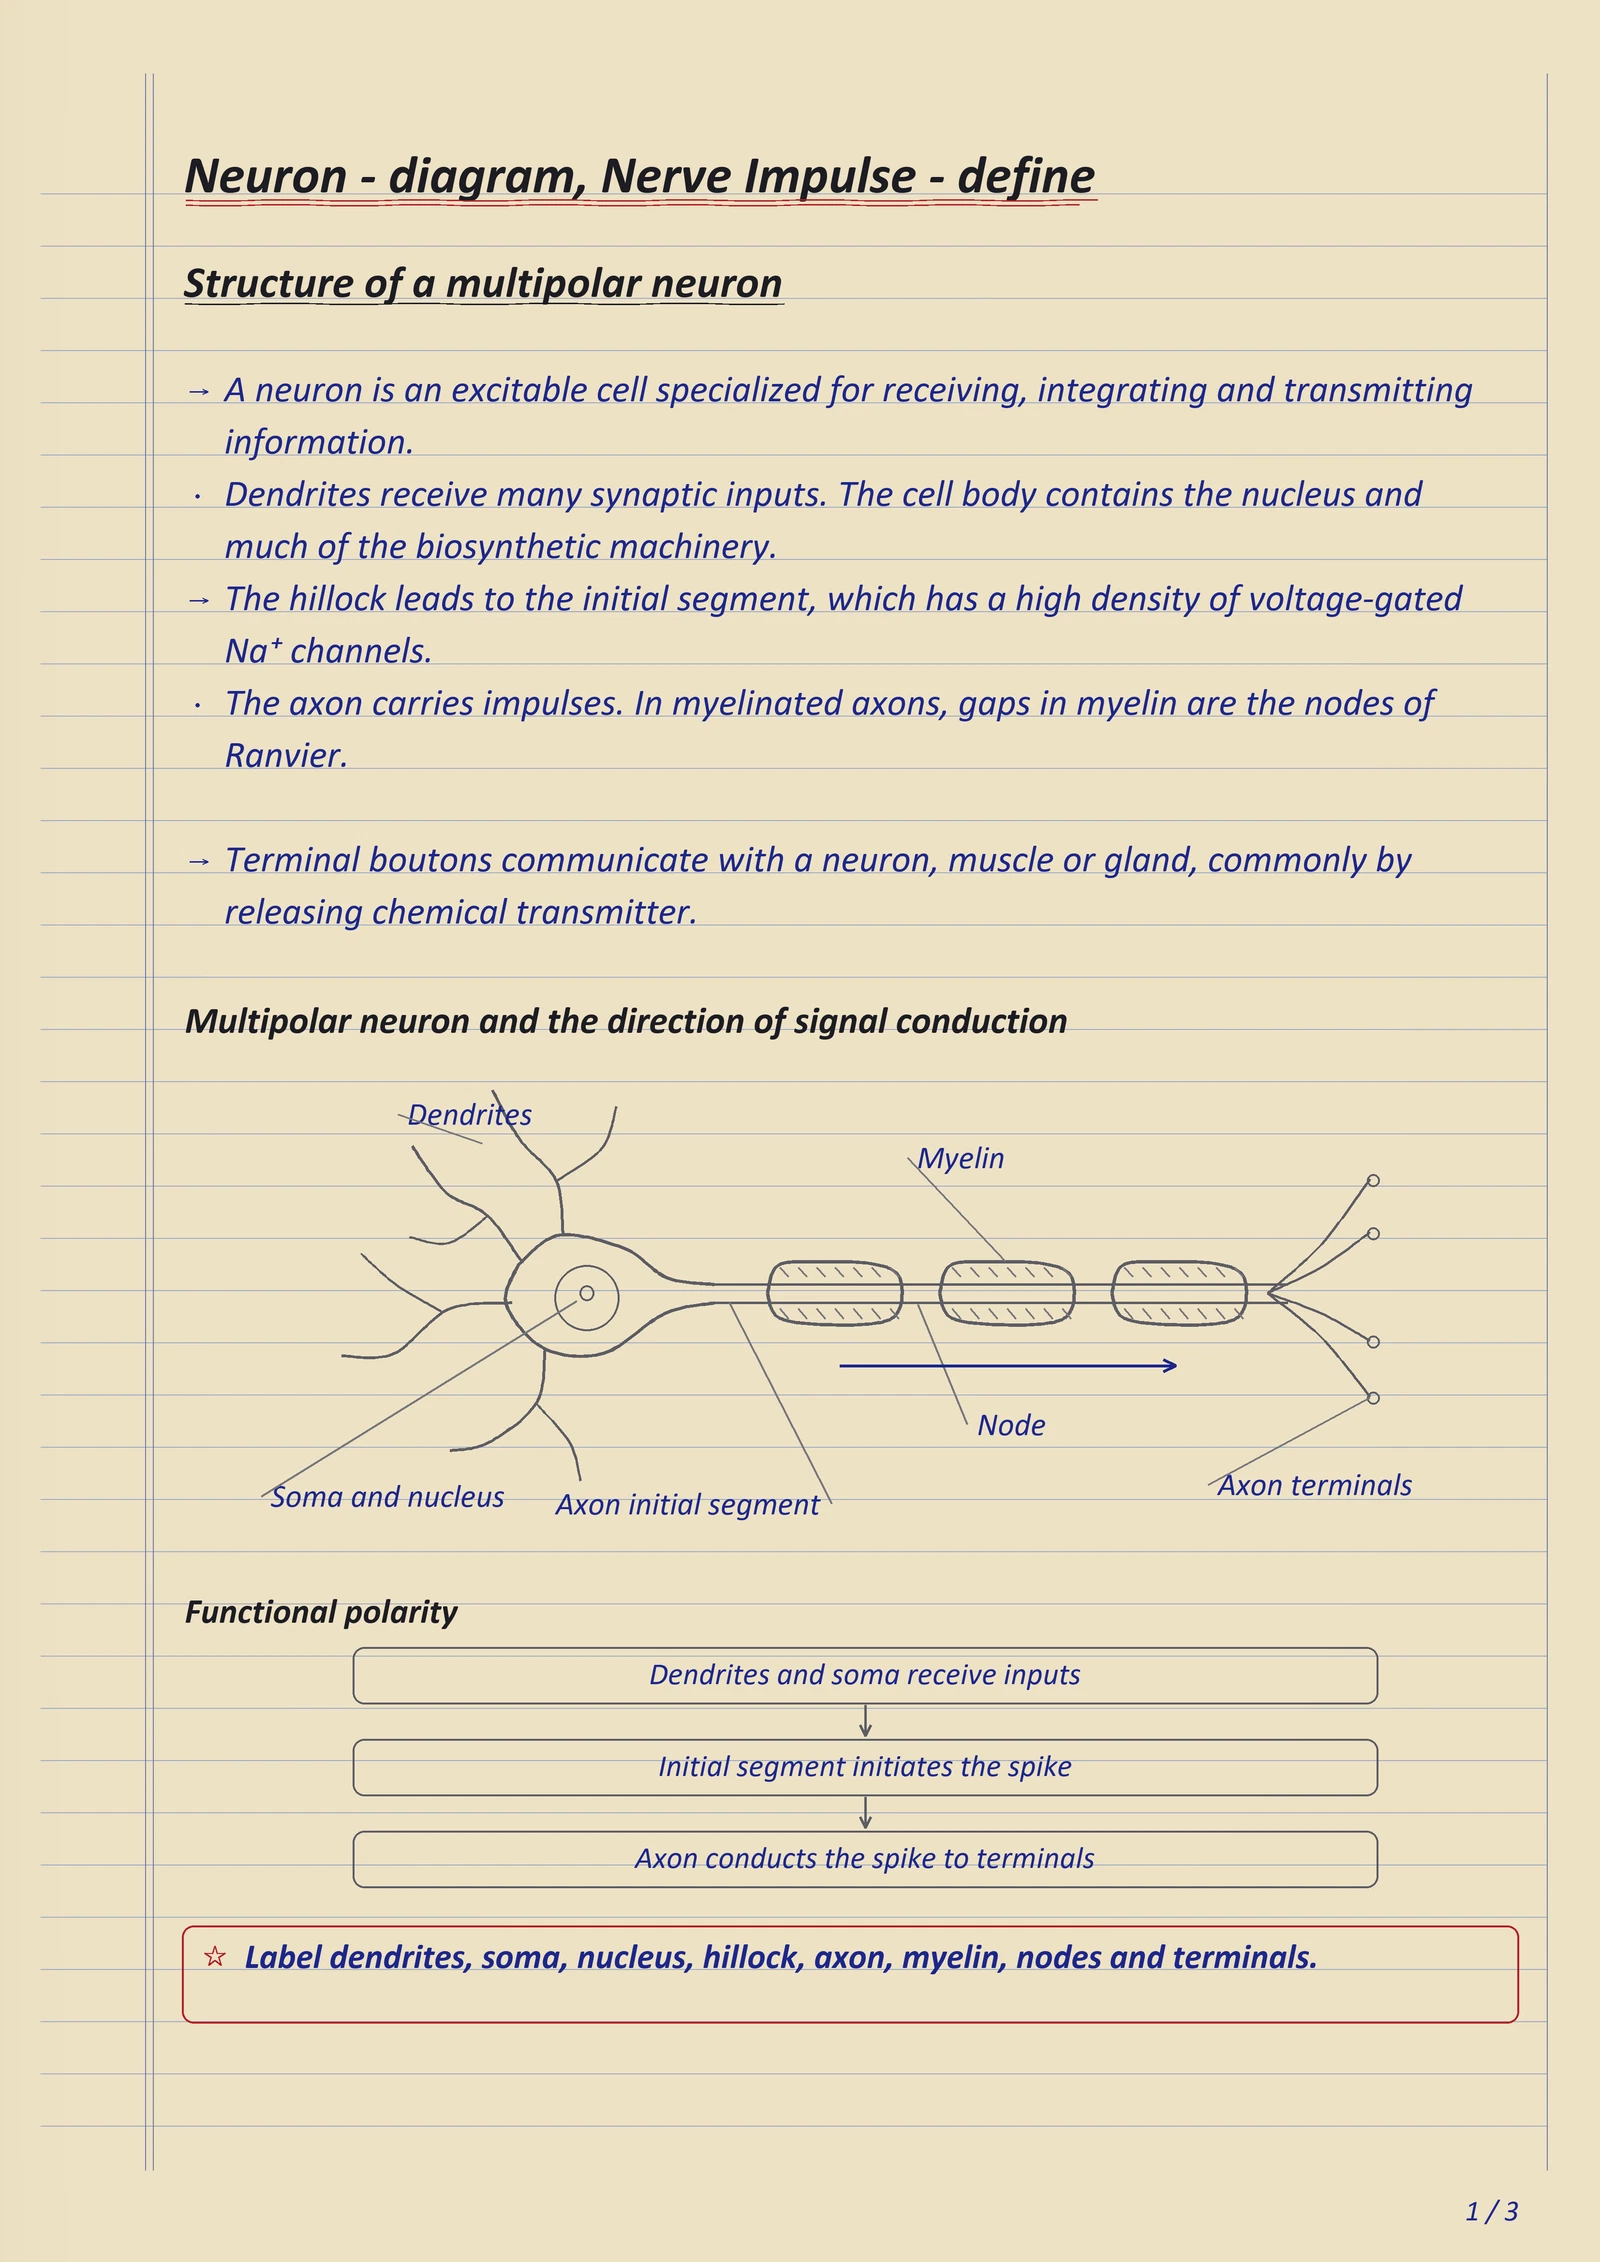 Neuron - diagram, Nerve Impulse - define
Structure of a multipolar neuron
→ A neuron is an excitable cell specialized for receiving, integrating and transmitting
information.
· Dendrites receive many synaptic inputs. The cell body contains the nucleus and
much of the biosynthetic machinery.
→ The hillock leads to the initial segment, which has a high density of voltage-gated
Na⁺ channels.
· The axon carries impulses. In myelinated axons, gaps in myelin are the nodes of
Ranvier.
→ Terminal boutons communicate with a neuron, muscle or gland, commonly by
releasing chemical transmitter.
Multipolar neuron and the direction of signal conduction
Dendrites
Myelin
Node
Axon terminals
Soma and nucleus
Axon initial segment
Functional polarity
Dendrites and soma receive inputs
Initial segment initiates the spike
Axon conducts the spike to terminals
☆ Label dendrites, soma, nucleus, hillock, axon, myelin, nodes and terminals.
1 / 3